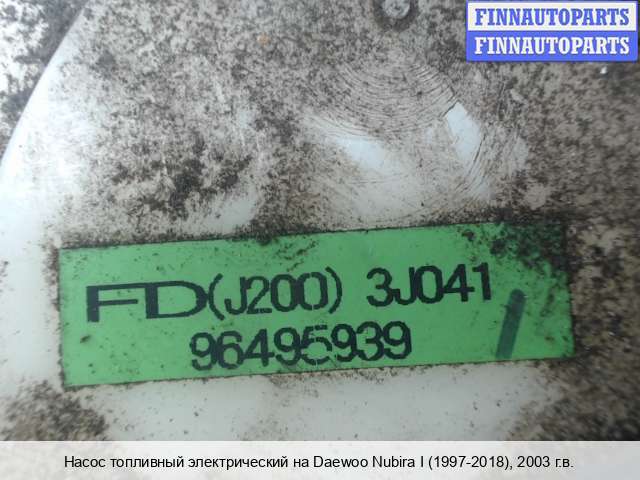 FINNAUTOPARTS
FINNAUTOPARTS
FD(J200) 3J041
96495939
Насос топливный электрический на Daewoo Nubira I (1997-2018), 2003 г.в.